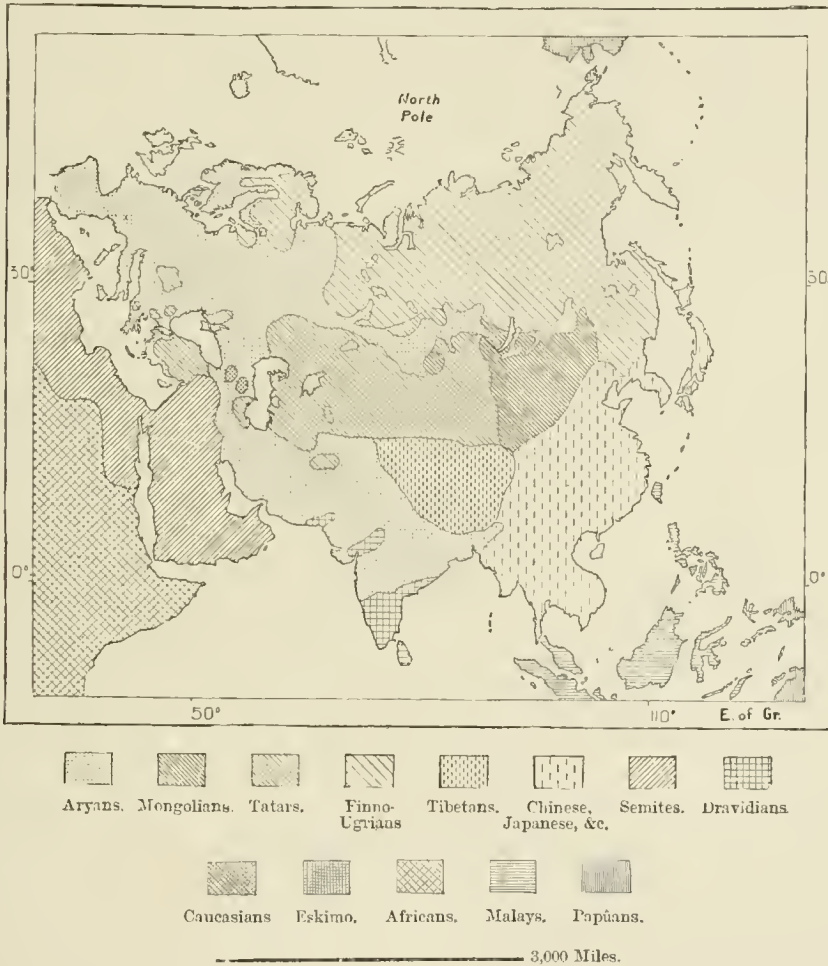 North
Pole
50°
50
0°
0°
50°
110°
E. of Gr.
Aryans. Mongolians. Tatars. Finno- Tibetans. Chinese, Semites. Dravidians
Ugrians Japanese, &c.
Caucasians Eskimo. Africans. Malays. Papûans.
3,000 Miles.